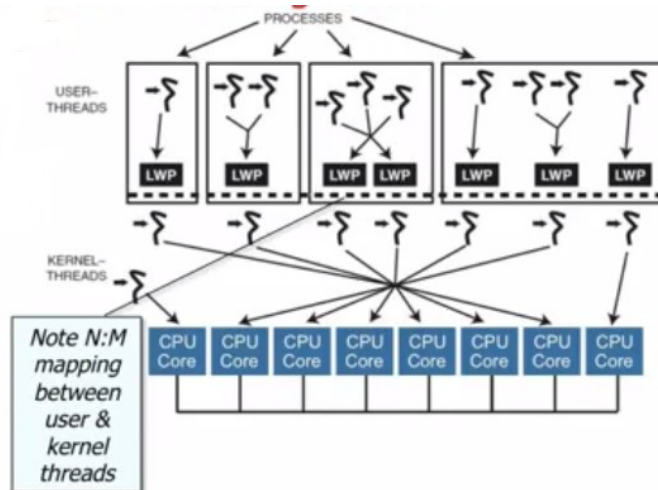 PROCESSES
USER-
THREADS
LWP
LWP
LWP
LWP
LWP
LWP
LWP
KERNEL-
THREADS
Note N:M
mapping
between
user &
kernel
threads
CPU
Core
CPU
Core
CPU
Core
CPU
Core
CPU
Core
CPU
Core
CPU
Core
CPU
Core